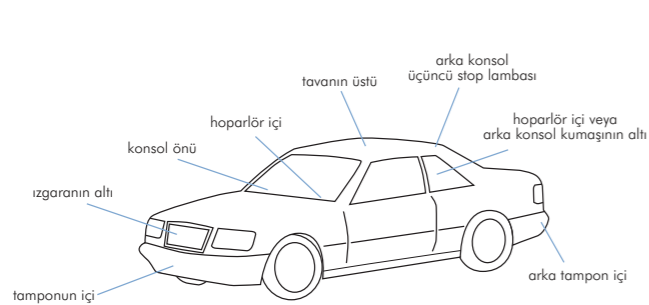 arka konsol
üçüncü stop lambası
tavanın üstü
hoparlör içi
hoparlör içi veya
arka konsol kumaşının altı
konsol önü
ızgaranın altı
arka tampon içi
tamponun içi